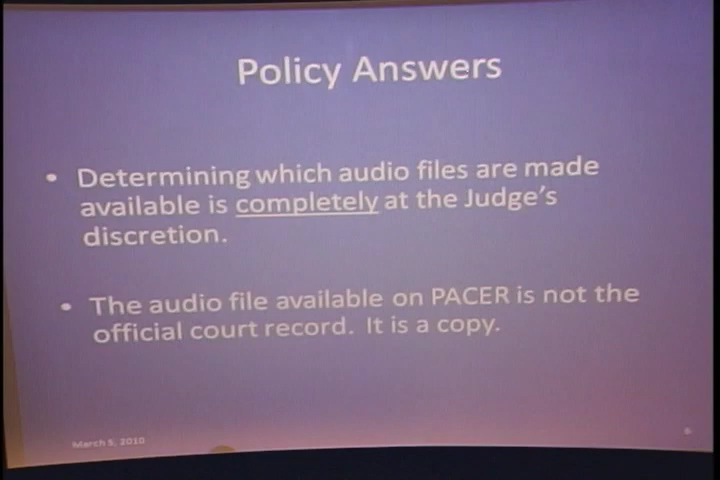 Policy Answers
• Determining which audio files are made
available is completely at the Judge's
discretion.
• The audio file available on PACER is not the
official court record. It is a copy.
March 5, 2010